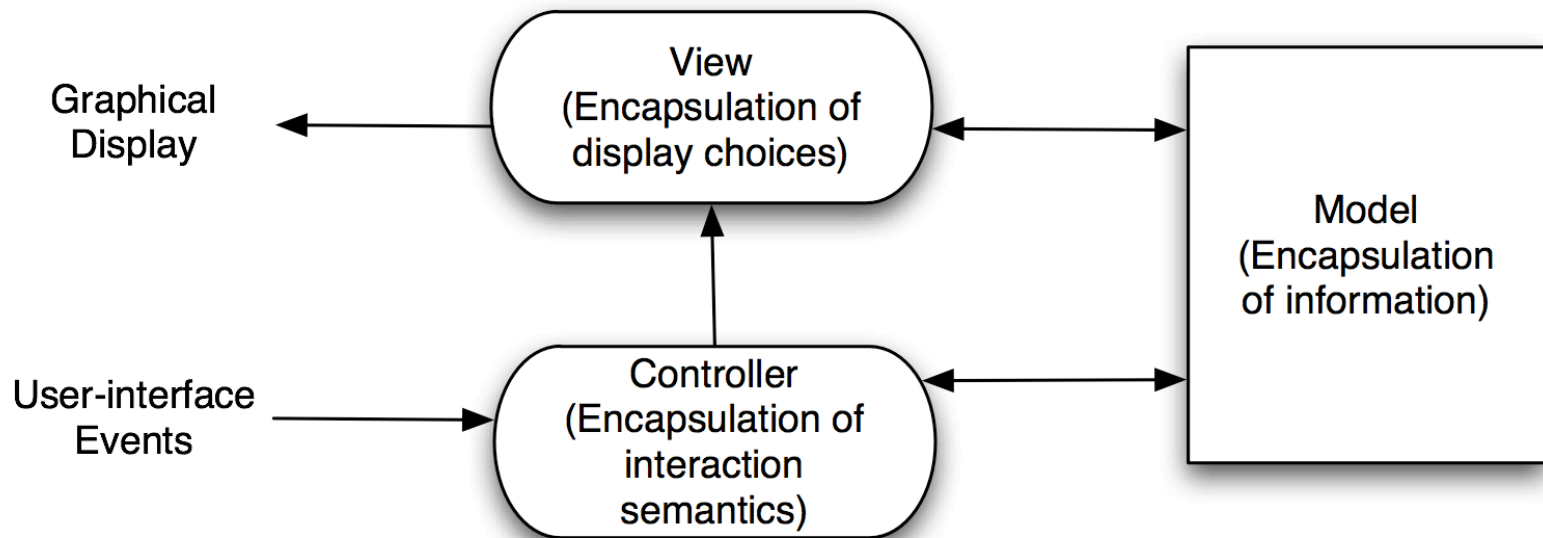 Graphical
Display
View
(Encapsulation of
display choices)
Model
(Encapsulation
of information)
User-interface
Events
Controller
(Encapsulation of
interaction
semantics)